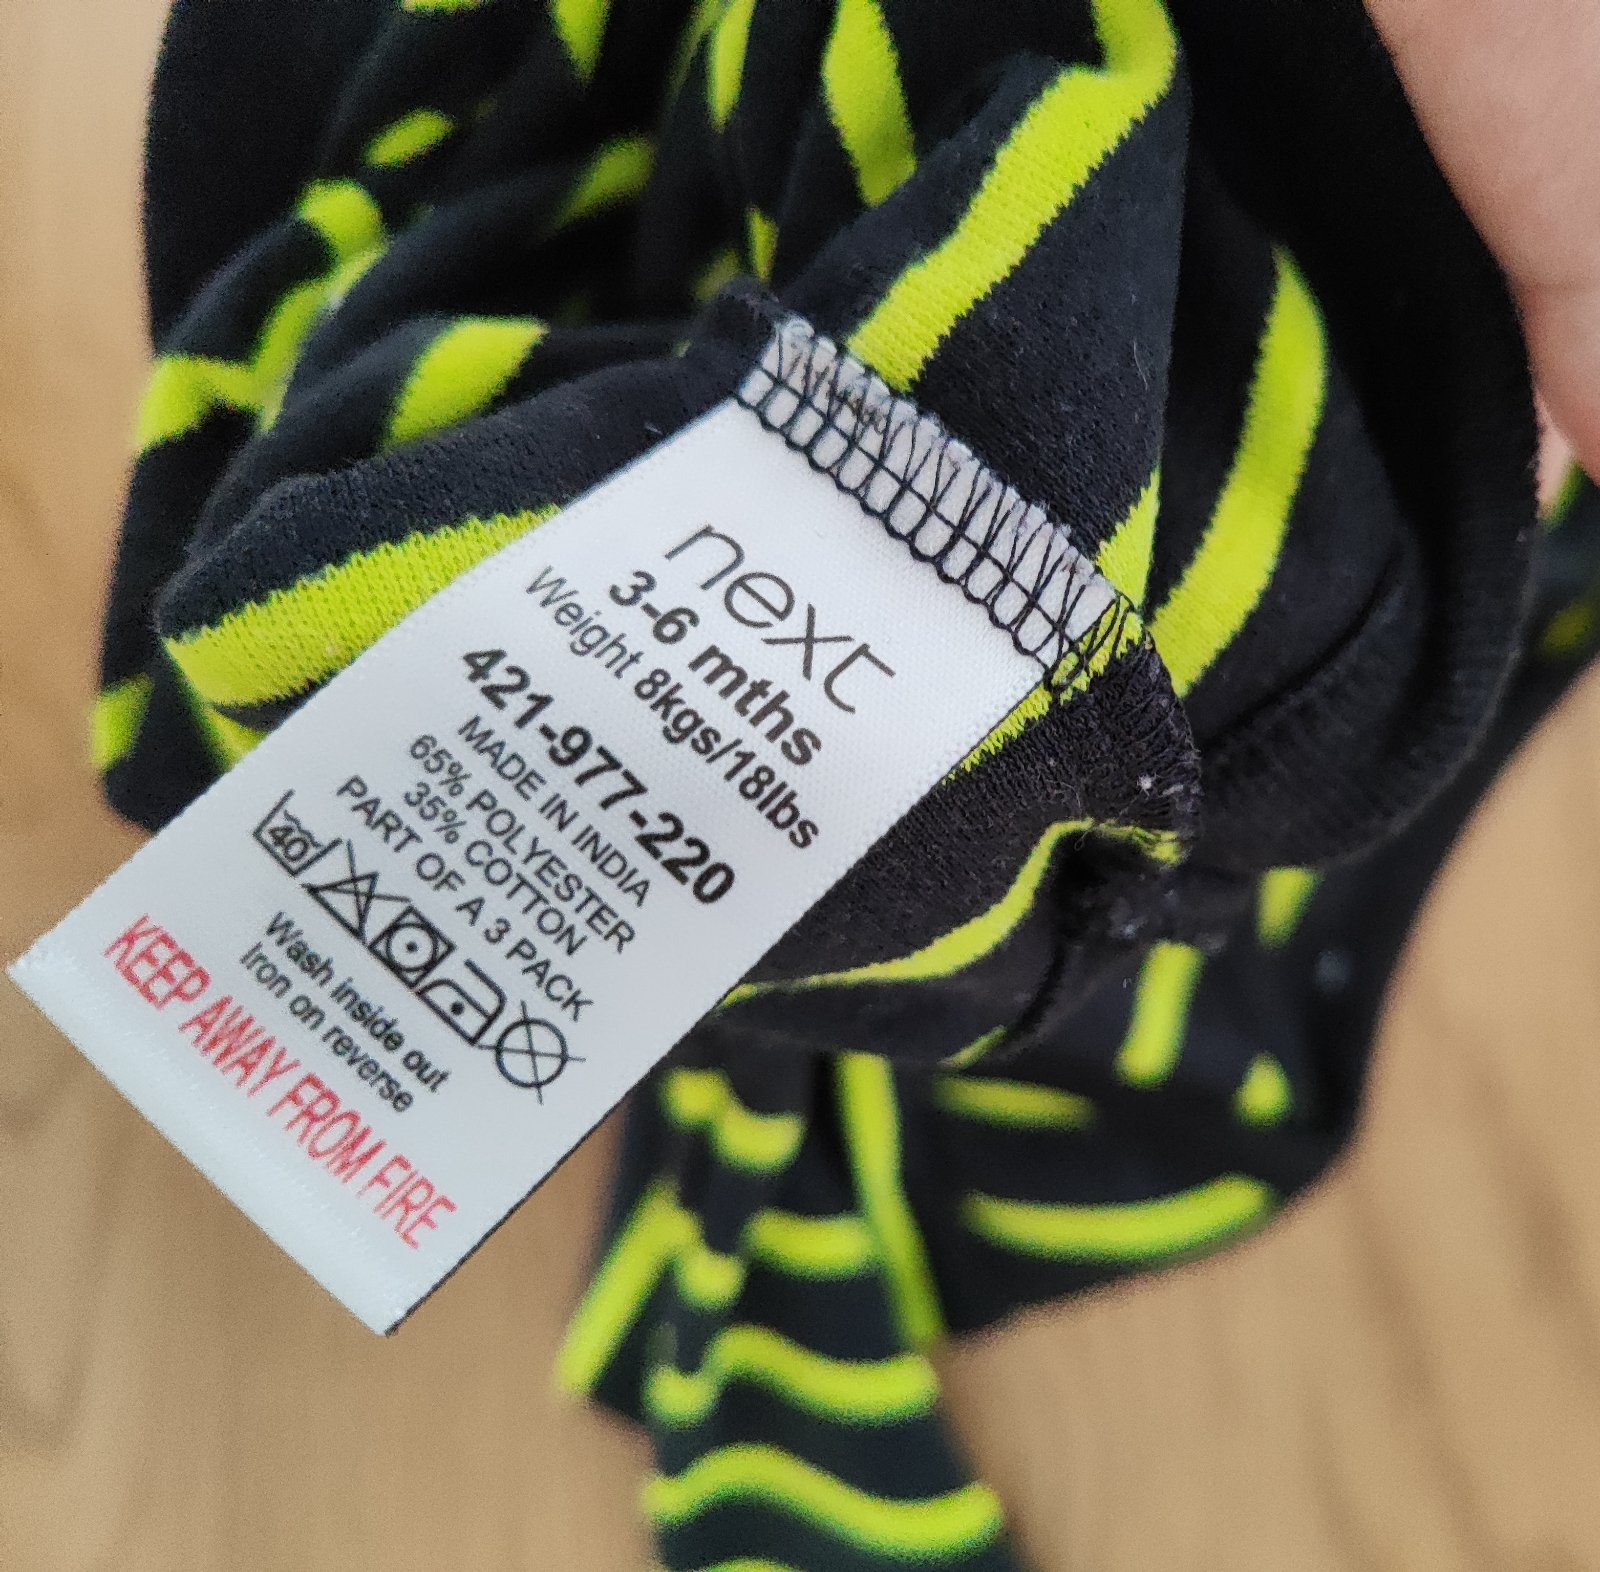 next
3-6 mths
Weight 8kgs/18lbs
421-977-220
MADE IN INDIA
65% POLYESTER
35% COTTON
PART OF A 3 PACK
40
Wash inside out
Iron on reverse
KEEP AWAY FROM FIRE